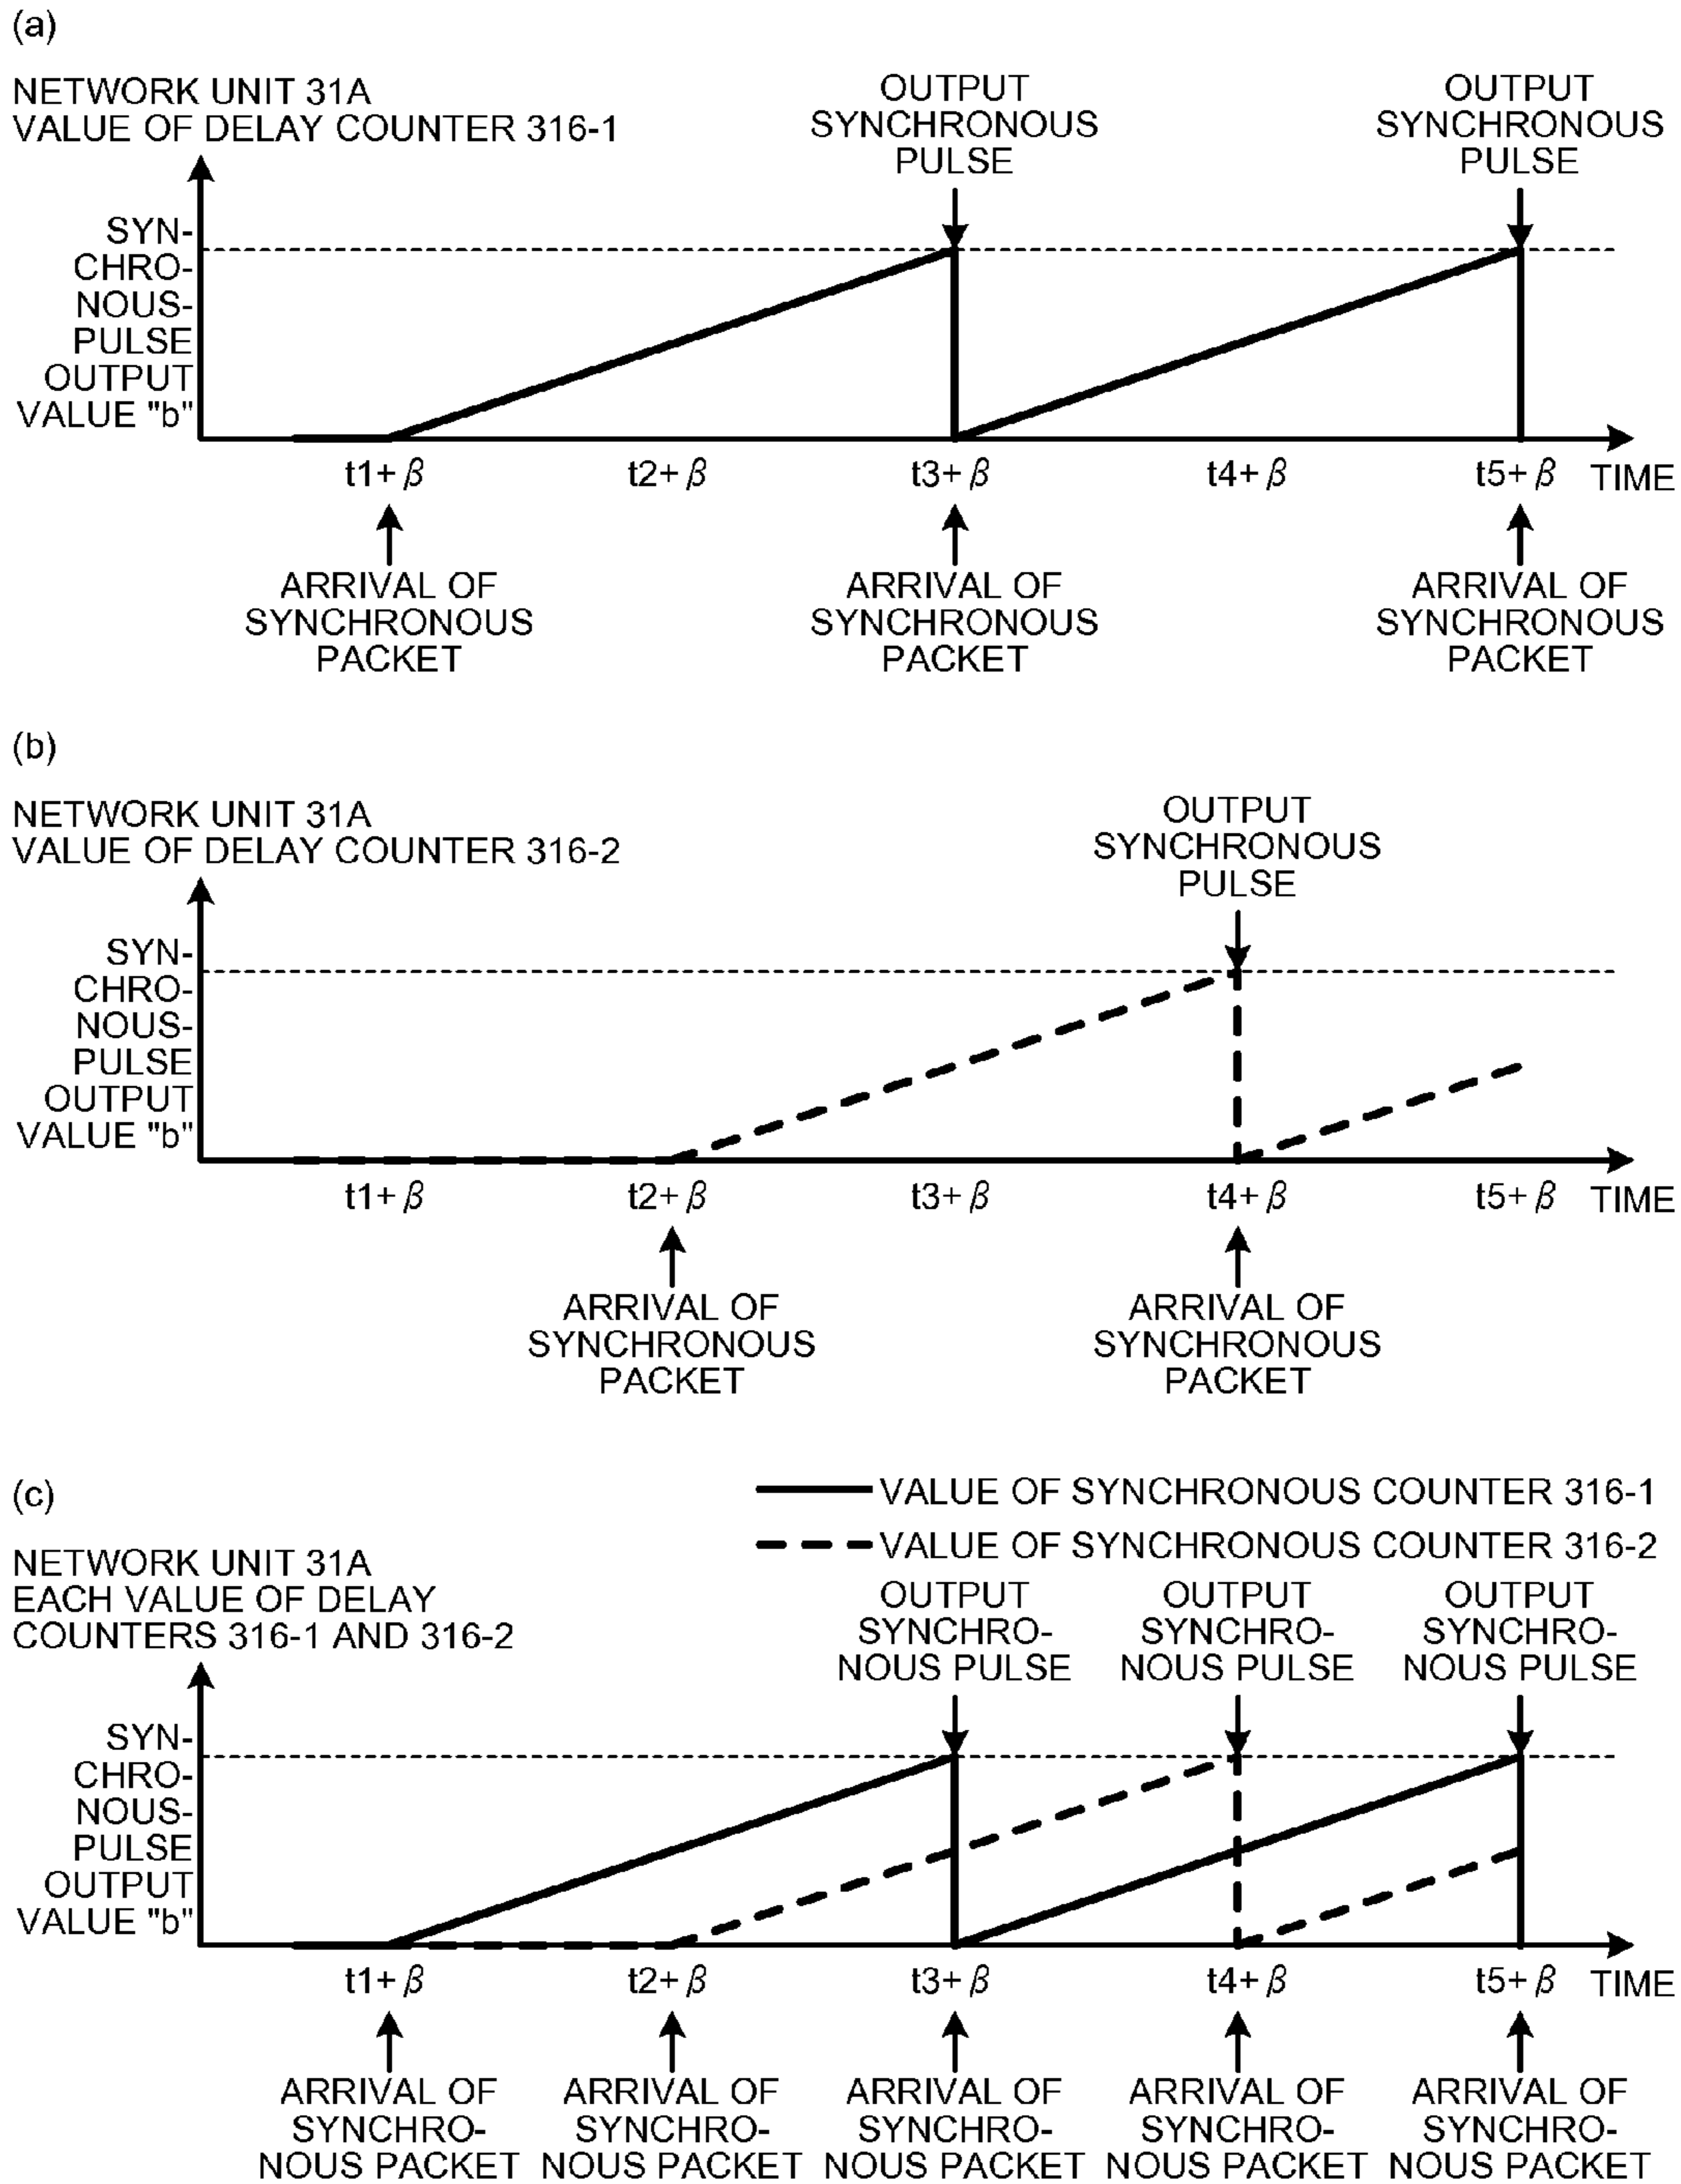 (a)
NETWORK UNIT 31A
VALUE OF DELAY COUNTER 316-1
OUTPUT
SYNCHRONOUS
PULSE
OUTPUT
SYNCHRONOUS
PULSE
SYN-
CHRO-
NOUS-
PULSE
OUTPUT
VALUE "b"
t1+β
t2+β
t3+β
t4+β
t5+β
TIME
ARRIVAL OF
SYNCHRONOUS
PACKET
ARRIVAL OF
SYNCHRONOUS
PACKET
ARRIVAL OF
SYNCHRONOUS
PACKET
(b)
NETWORK UNIT 31A
VALUE OF DELAY COUNTER 316-2
OUTPUT
SYNCHRONOUS
PULSE
SYN-
CHRO-
NOUS-
PULSE
OUTPUT
VALUE "b"
t1+β
t2+β
t3+β
t4+β
t5+β
TIME
ARRIVAL OF
SYNCHRONOUS
PACKET
ARRIVAL OF
SYNCHRONOUS
PACKET
(c)
VALUE OF SYNCHRONOUS COUNTER 316-1
VALUE OF SYNCHRONOUS COUNTER 316-2
NETWORK UNIT 31A
EACH VALUE OF DELAY
COUNTERS 316-1 AND 316-2
OUTPUT
SYNCHRO-
NOUS PULSE
OUTPUT
SYNCHRO-
NOUS PULSE
OUTPUT
SYNCHRO-
NOUS PULSE
SYN-
CHRO-
NOUS-
PULSE
OUTPUT
VALUE "b"
t1+β
t2+β
t3+β
t4+β
t5+β
TIME
ARRIVAL OF
SYNCHRO-
NOUS PACKET
ARRIVAL OF
SYNCHRO-
NOUS PACKET
ARRIVAL OF
SYNCHRO-
NOUS PACKET
ARRIVAL OF
SYNCHRO-
NOUS PACKET
ARRIVAL OF
SYNCHRO-
NOUS PACKET